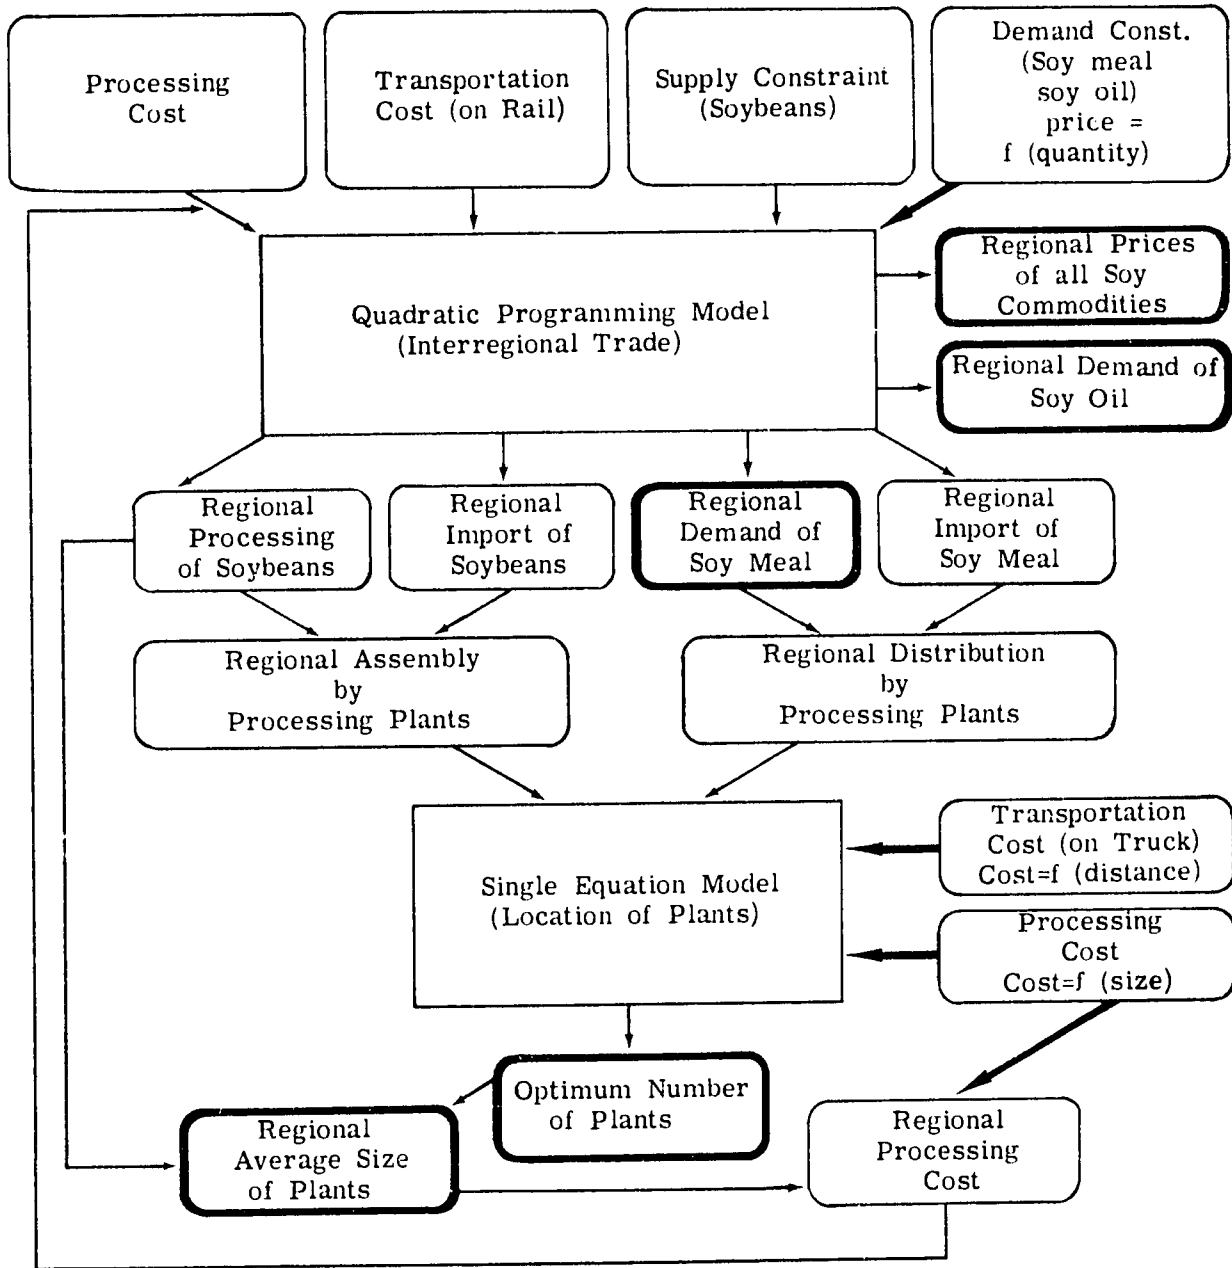 Processing
Cost
Transportation
Cost (on Rail)
Supply Constraint
(Soybeans)
Demand Const.
(Soy meal
soy oil)
price =
f (quantity)
Quadratic Programming Model
(Interregional Trade)
Regional Prices
of all Soy
Commodities
Regional Demand of
Soy Oil
Regional
Processing
of Soybeans
Regional
Import of
Soybeans
Regional
Demand of
Soy Meal
Regional
Import of
Soy Meal
Regional Assembly
by
Processing Plants
Regional Distribution
by
Processing Plants
Single Equation Model
(Location of Plants)
Transportation
Cost (on Truck)
Cost=f (distance)
Processing
Cost
Cost=f (size)
Optimum Number
of Plants
Regional
Average Size
of Plants
Regional
Processing
Cost